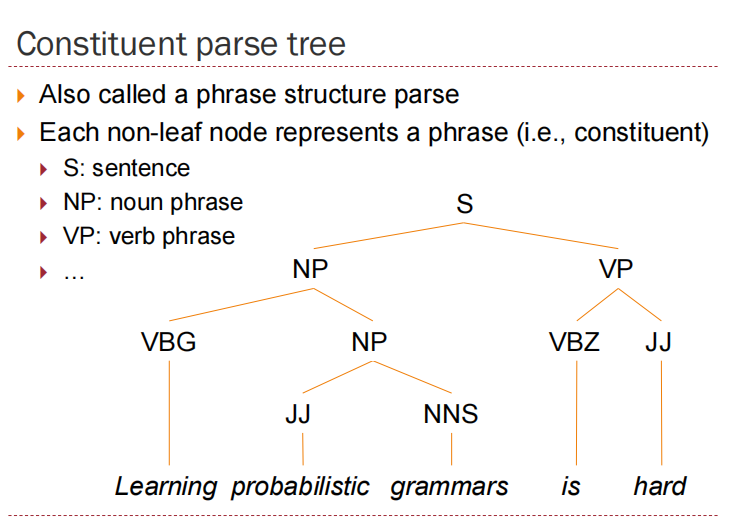 Constituent parse tree
Also called a phrase structure parse
Each non-leaf node represents a phrase (i.e., constituent)
S: sentence
NP: noun phrase
VP: verb phrase
...
S
NP VP
VBG NP VBZ JJ
JJ NNS
Learning probabilistic grammars is hard